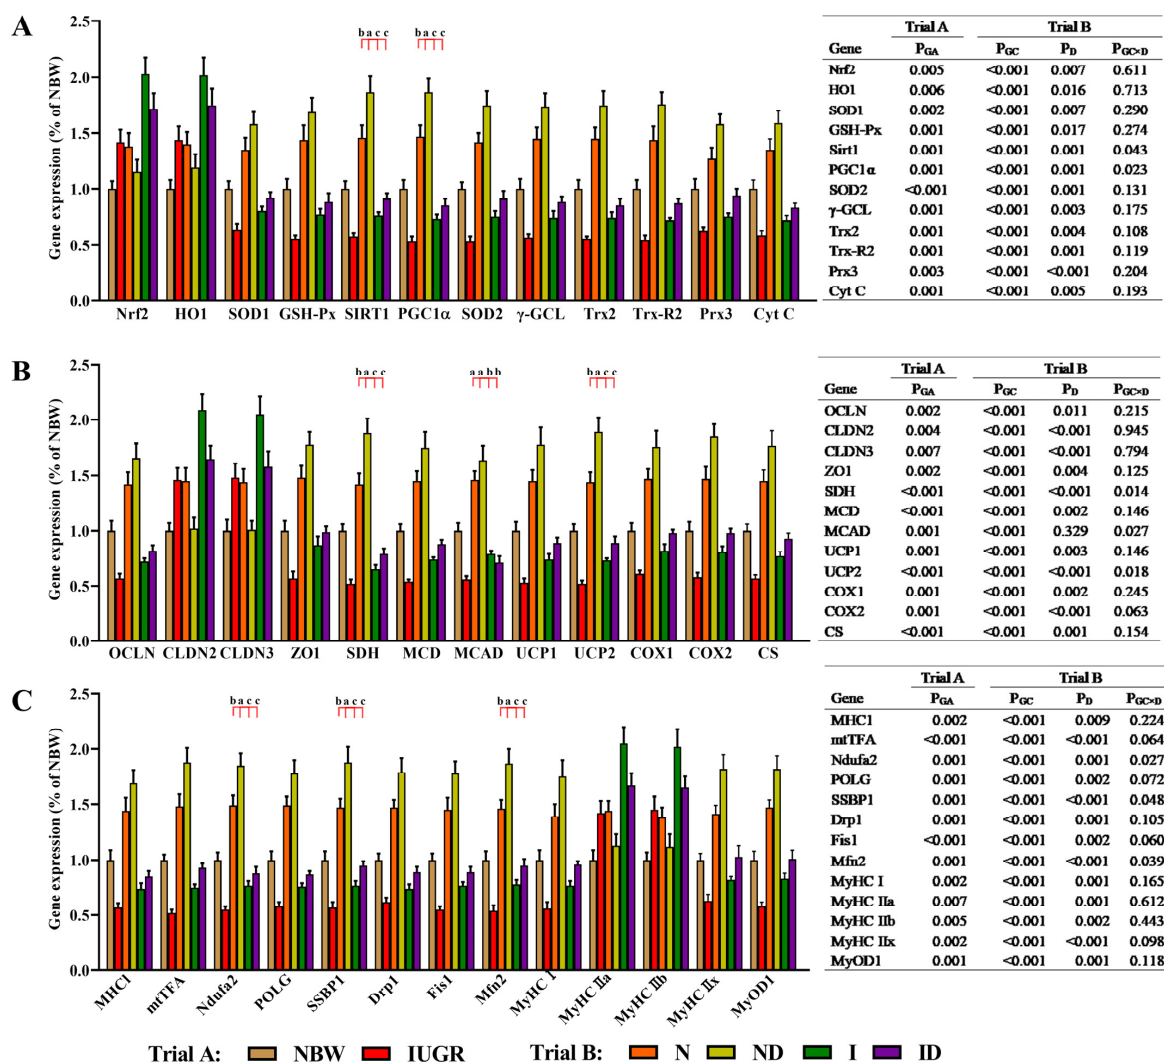 A
Gene expression (% of NBW)
2.5
2.0
1.5
1.0
0.5
0.0
b a c c
b a c c
Nrf2 HO1 SOD1 GSH-Px SIRT1 PGC1α SOD2 γ-GCL Trx2 Trx-R2 Prx3 Cyt C
Trial A Trial B
Gene P_GA P_GC P_D P_GC×D
Nrf2 0.005 <0.001 0.007 0.611
HO1 0.006 <0.001 0.016 0.713
SOD1 0.002 <0.001 0.007 0.290
GSH-Px 0.001 <0.001 0.017 0.274
Sirt1 0.001 <0.001 0.001 0.043
PGC1α 0.001 <0.001 0.001 0.023
SOD2 <0.001 <0.001 0.001 0.131
γ-GCL 0.001 <0.001 0.003 0.175
Trx2 0.001 <0.001 0.004 0.108
Trx-R2 0.001 <0.001 0.001 0.119
Prx3 0.003 <0.001 <0.001 0.204
Cyt C 0.001 <0.001 0.005 0.193
B
Gene expression (% of NBW)
2.5
2.0
1.5
1.0
0.5
0.0
b a c c
a a b b
b a c c
OCLN CLDN2 CLDN3 ZO1 SDH MCD MCAD UCP1 UCP2 COX1 COX2 CS
Trial A Trial B
Gene P_GA P_GC P_D P_GC×D
OCLN 0.002 <0.001 0.011 0.215
CLDN2 0.004 <0.001 <0.001 0.945
CLDN3 0.007 <0.001 <0.001 0.794
ZO1 0.002 <0.001 0.004 0.125
SDH <0.001 <0.001 <0.001 0.014
MCD <0.001 <0.001 0.002 0.146
MCAD 0.001 <0.001 0.329 0.027
UCP1 0.001 <0.001 0.003 0.146
UCP2 <0.001 <0.001 <0.001 0.018
COX1 0.001 <0.001 0.002 0.245
COX2 0.001 <0.001 <0.001 0.063
CS <0.001 <0.001 0.001 0.154
C
Gene expression (% of NBW)
2.5
2.0
1.5
1.0
0.5
0.0
b a c c
b a c c
b a c c
MHC1 mtTFA Ndufa2 POLG SSBP1 Drp1 Fis1 Mfn2 MyHC I MyHC IIa MyHC IIb MyHC IIx MyOD1
Trial A Trial B
Gene P_GA P_GC P_D P_GC×D
MHC1 0.002 <0.001 0.009 0.224
mtTFA <0.001 <0.001 <0.001 0.064
Ndufa2 0.001 <0.001 <0.001 0.027
POLG 0.001 <0.001 0.002 0.072
SSBP1 0.001 <0.001 <0.001 0.048
Drp1 0.001 <0.001 0.001 0.105
Fis1 <0.001 <0.001 0.002 0.060
Mfn2 0.001 <0.001 <0.001 0.039
MyHC I 0.002 <0.001 0.001 0.165
MyHC IIa 0.007 <0.001 0.001 0.612
MyHC IIb 0.005 <0.001 0.002 0.443
MyHC IIx 0.002 <0.001 <0.001 0.098
MyOD1 0.001 <0.001 0.001 0.118
Trial A: NBW IUGR Trial B: N ND I ID